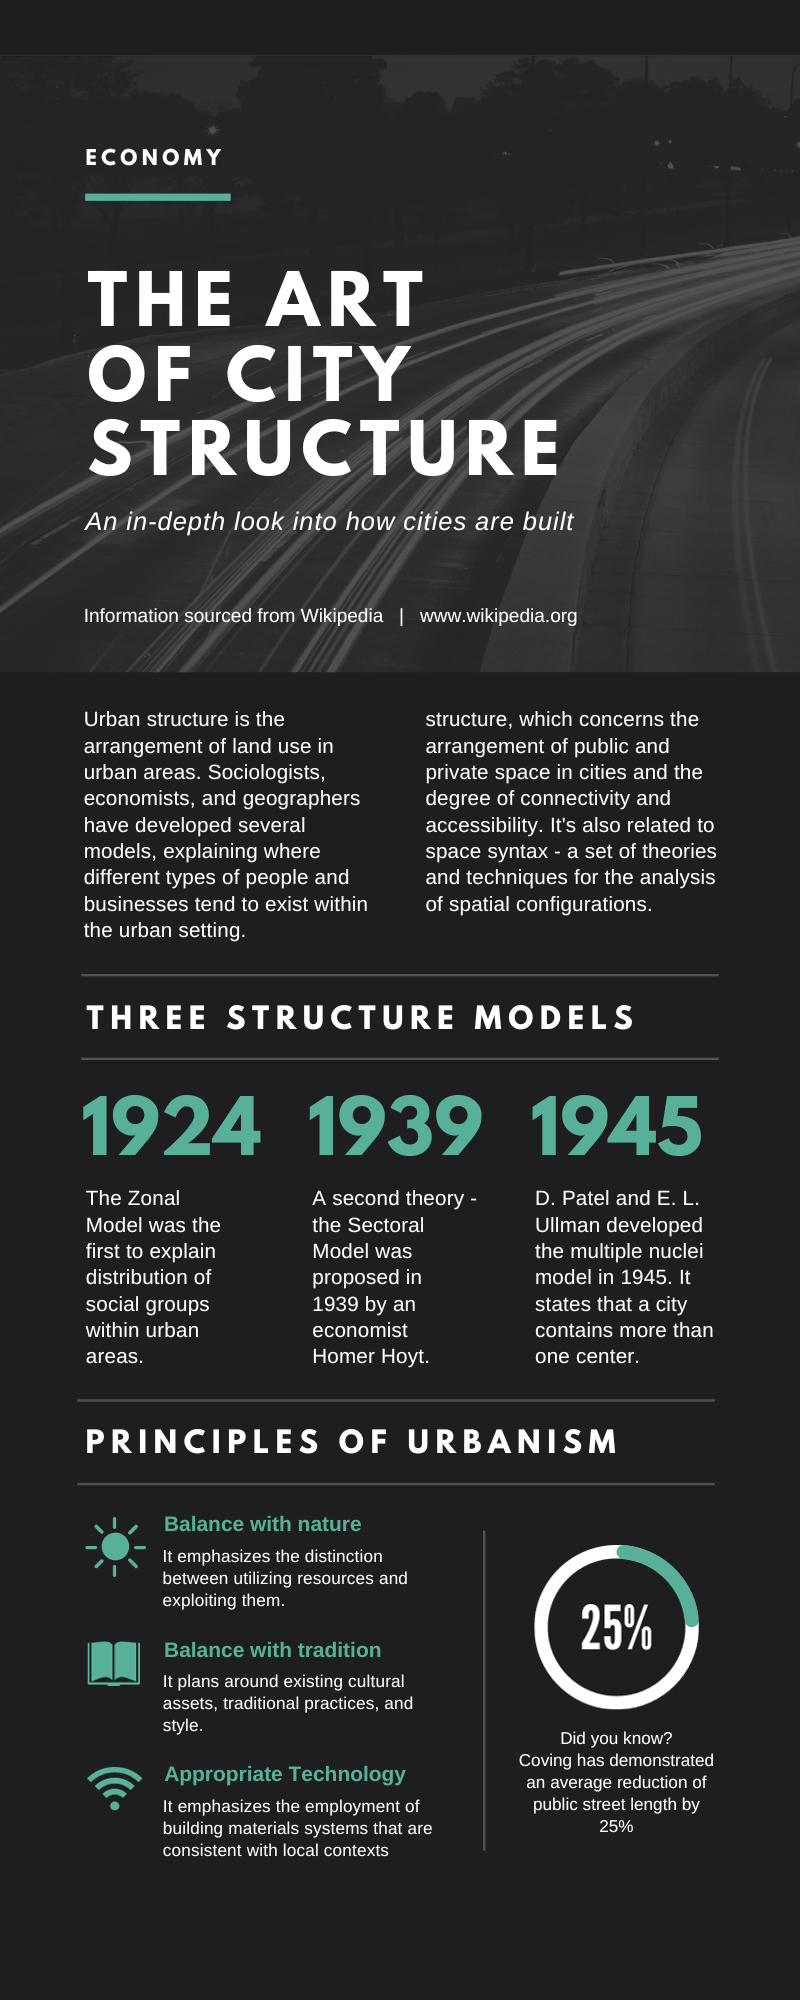 ECONOMY
THE ART
OF CITY
STRUCTURE
An in-depth look into how cities are built
Information sourced from Wikipedia | www.wikipedia.org
Urban structure is the
arrangement of land use in
urban areas. Sociologists,
economists, and geographers
have developed several
models, explaining where
different types of people and
businesses tend to exist within
the urban setting.
structure, which concerns the
arrangement of public and
private space in cities and the
degree of connectivity and
accessibility. It's also related to
space syntax - a set of theories
and techniques for the analysis
of spatial configurations.
THREE STRUCTURE MODELS
1924
The Zonal
Model was the
first to explain
distribution of
social groups
within urban
areas.
1939
A second theory -
the Sectoral
Model was
proposed in
1939 by an
economist
Homer Hoyt.
1945
D. Patel and E. L.
Ullman developed
the multiple nuclei
model in 1945. It
states that a city
contains more than
one center.
PRINCIPLES OF URBANISM
Balance with nature
It emphasizes the distinction
between utilizing resources and
exploiting them.
Balance with tradition
It plans around existing cultural
assets, traditional practices, and
style.
Appropriate Technology
It emphasizes the employment of
building materials systems that are
consistent with local contexts
25%
Did you know?
Coving has demonstrated
an average reduction of
public street length by
25%